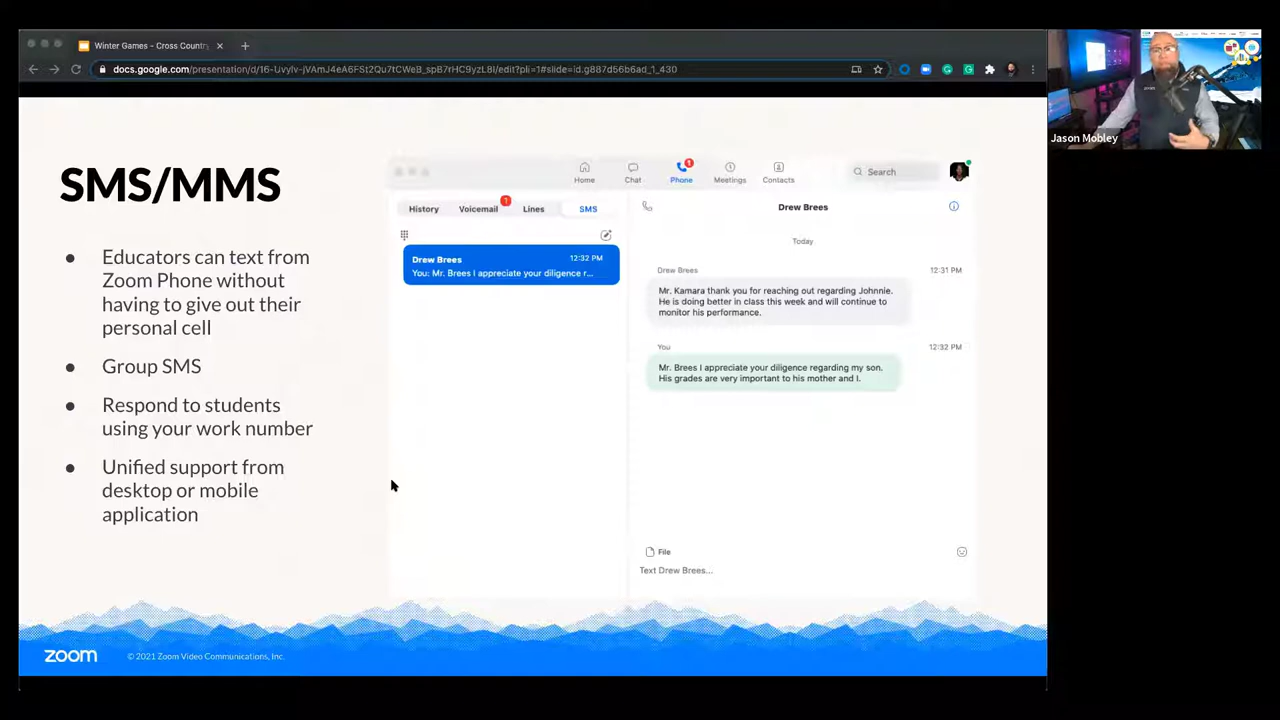 Winter Games - Cross Country
docs.google.com/presentation/d/16-Uvylv-jVAmJ4eA6FSt2Qu7tCWeB_spB7rHC9yzL8I/edit?pli=1#slide=id.g887d56b6ad_1_430
Jason Mobley
SMS/MMS
Educators can text from
Zoom Phone without
having to give out their
personal cell
Group SMS
Respond to students
using your work number
Unified support from
desktop or mobile
application
1
Home Chat Phone Meetings Contacts
Search
History Voicemail 1 Lines SMS
Drew Brees 12:32 PM
You: Mr. Brees I appreciate your diligence r...
Drew Brees
Today
Drew Brees 12:31 PM
Mr. Kamara thank you for reaching out regarding Johnnie.
He is doing better in class this week and will continue to
monitor his performance.
You 12:32 PM
Mr. Brees I appreciate your diligence regarding my son.
His grades are very important to his mother and I.
File
Text Drew Brees...
zoom
© 2021 Zoom Video Communications, Inc.